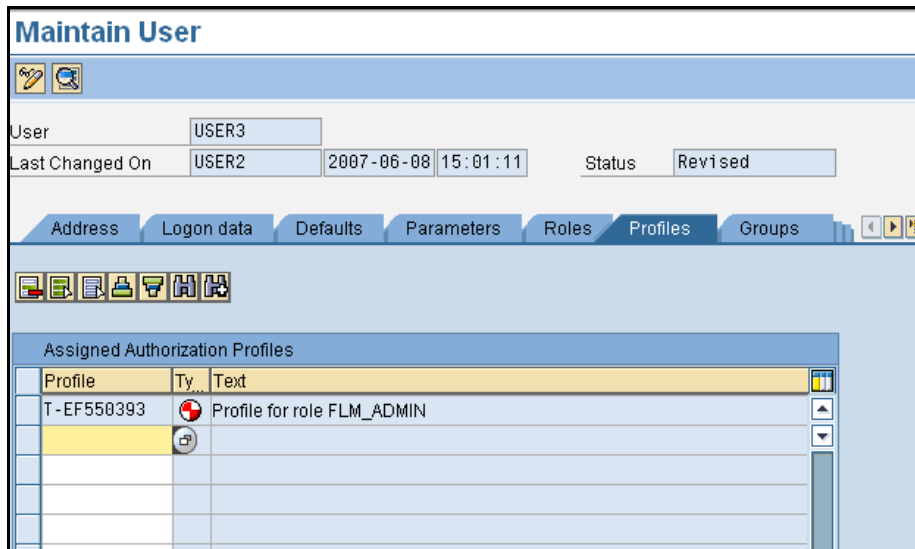 Maintain User
User USER3
Last Changed On USER2 2007-06-08 15:01:11 Status Revised
Address Logon data Defaults Parameters Roles Profiles Groups
Assigned Authorization Profiles
Profile Ty... Text
T-EF550393 Profile for role FLM_ADMIN